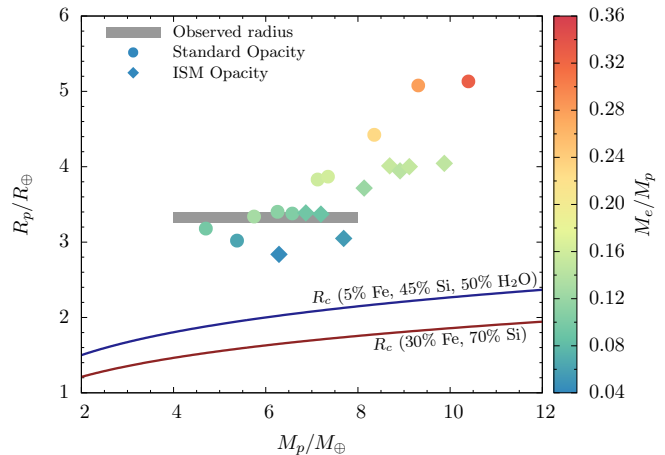 6
5
4
3
2
1
R_p/R_⊕
Observed radius
Standard Opacity
ISM Opacity
R_c (5% Fe, 45% Si, 50% H₂O)
R_c (30% Fe, 70% Si)
2 4 6 8 10 12
M_p/M_⊕
0.36
0.32
0.28
0.24
0.20
0.16
0.12
0.08
0.04
M_e/M_p